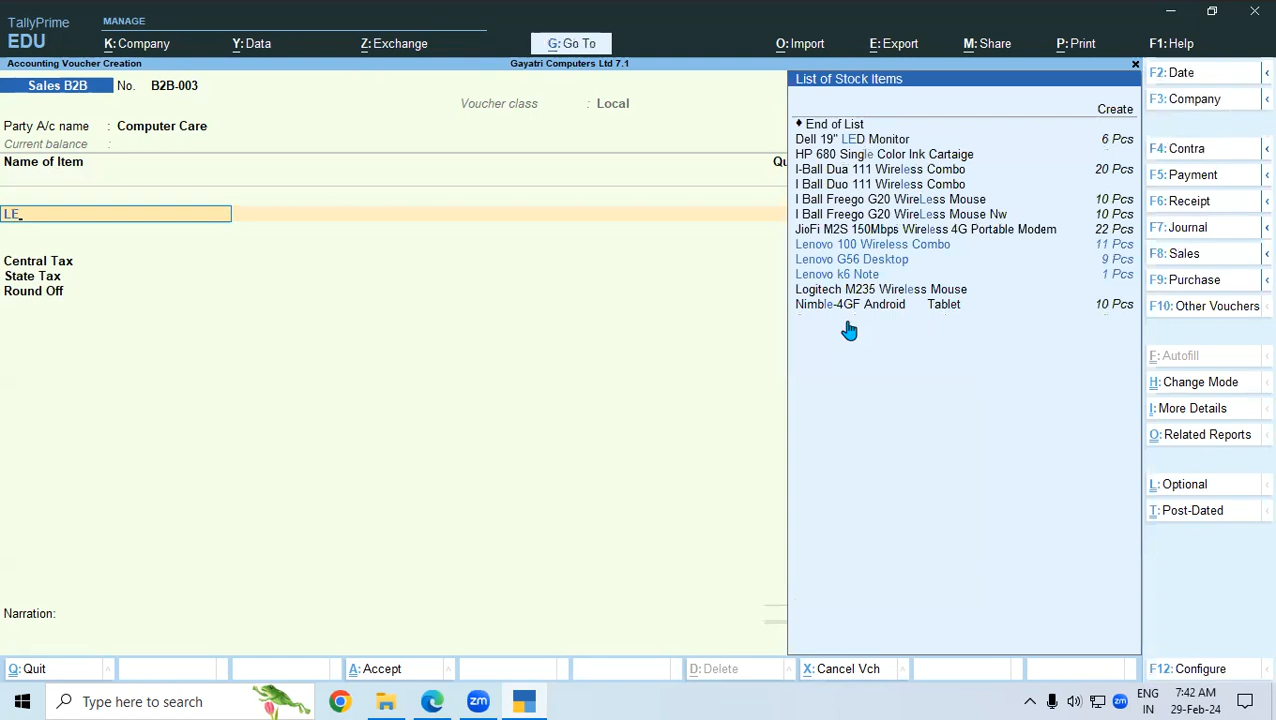 TallyPrime
EDU
MANAGE
K: Company
Y: Data
Z: Exchange
G: Go To
O: Import
E: Export
M: Share
P: Print
F1: Help
Accounting Voucher Creation
Gayatri Computers Ltd 7.1
Sales B2B No. B2B-003
Voucher class : Local
Party A/c name : Computer Care
Current balance :
Name of Item
Qu
LE
Central Tax
State Tax
Round Off
Narration:
List of Stock Items
Create
♦ End of List
Dell 19" LED Monitor 6 Pcs
HP 680 Single Color Ink Cartaige
I-Ball Dua 111 Wireless Combo 20 Pcs
I Ball Duo 111 Wireless Combo
I Ball Freego G20 WireLess Mouse 10 Pcs
I Ball Freego G20 WireLess Mouse Nw 10 Pcs
JioFi M2S 150Mbps Wireless 4G Portable Modem 22 Pcs
Lenovo 100 Wireless Combo 11 Pcs
Lenovo G56 Desktop 9 Pcs
Lenovo k6 Note 1 Pcs
Logitech M235 Wireless Mouse
Nimble-4GF Android Tablet 10 Pcs
F2: Date
F3: Company
F4: Contra
F5: Payment
F6: Receipt
F7: Journal
F8: Sales
F9: Purchase
F10: Other Vouchers
F: Autofill
H: Change Mode
I: More Details
O: Related Reports
L: Optional
T: Post-Dated
F12: Configure
Q: Quit
A: Accept
D: Delete
X: Cancel Vch
Type here to search
zm
zm
ENG
IN
7:42 AM
29-Feb-24